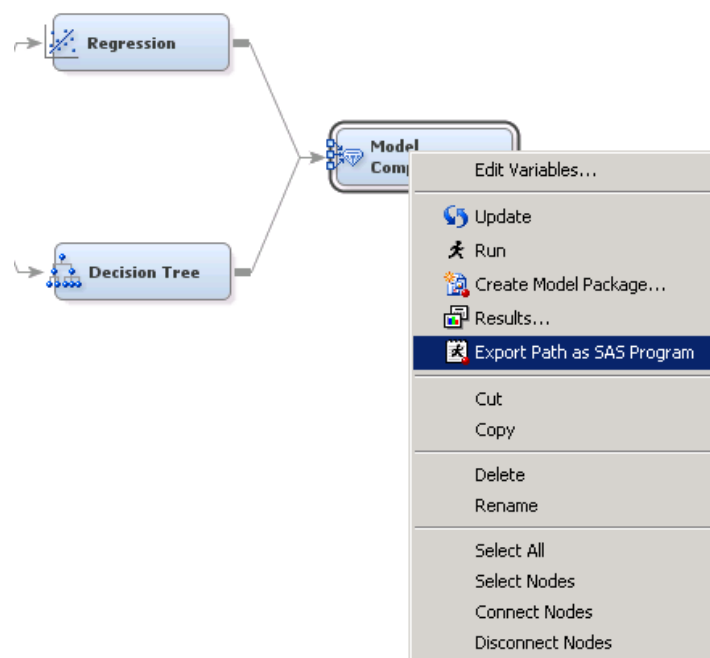 Regression
Model
Comp
Decision Tree
Edit Variables...
Update
Run
Create Model Package...
Results...
Export Path as SAS Program
Cut
Copy
Delete
Rename
Select All
Select Nodes
Connect Nodes
Disconnect Nodes